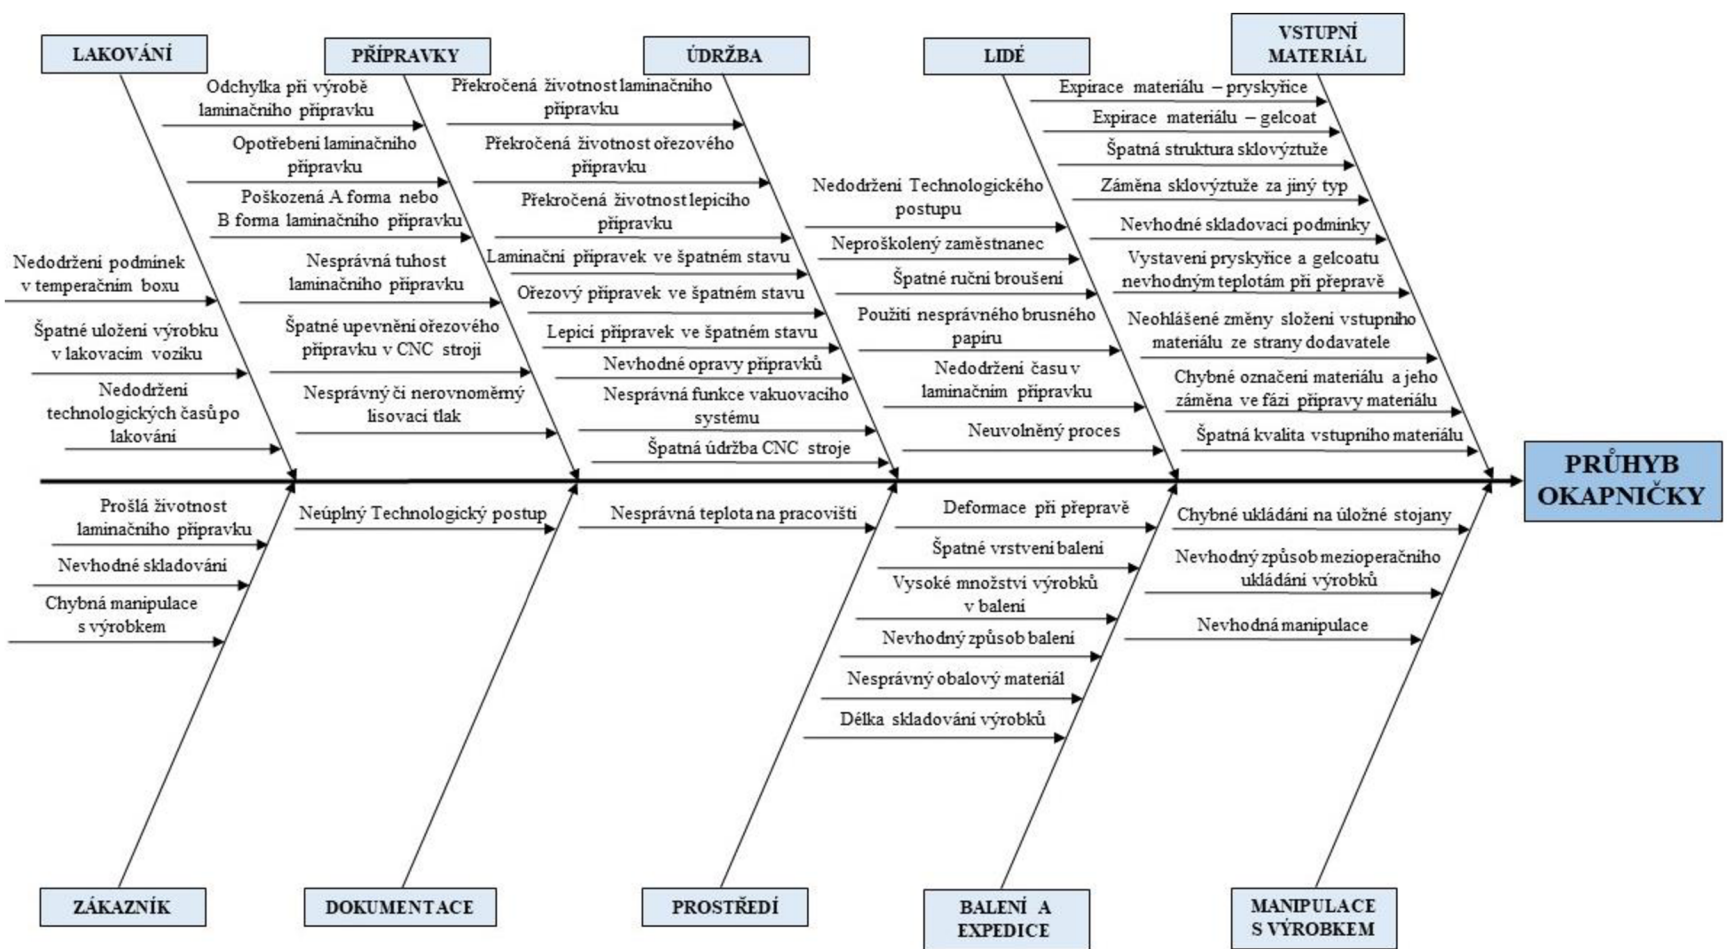 LAKOVÁNÍ
Nedodržení podmínek
v temperačním boxu
Špatné uložení výrobku
v lakovacím vozíku
Nedodržení
technologických časů po
lakování
PŘÍPRAVKY
Odchylka při výrobě
laminačního přípravku
Opotřebení laminačního
přípravku
Poškozená A forma nebo
B forma laminačního přípravku
Nesprávná tuhost
laminačního přípravku
Špatné upevnění ořezového
přípravku v CNC stroji
Nesprávný či nerovnoměrný
lisovací tlak
ÚDRŽBA
Překročená životnost laminačního
přípravku
Překročená životnost ořezového
přípravku
Překročená životnost lepícího
přípravku
Laminační přípravek ve špatném stavu
Ořezový přípravek ve špatném stavu
Lepící přípravek ve špatném stavu
Nevhodné opravy přípravků
Nesprávná funkce vakuovacího
systému
Špatná údržba CNC stroje
LIDÉ
Nedodržení Technologického
postupu
Neproškolený zaměstnanec
Špatné ruční broušení
Použití nesprávného brusného
papíru
Nedodržení času v
laminačním přípravku
Neuvolněný proces
VSTUPNÍ
MATERIÁL
Expirace materiálu – pryskyřice
Expirace materiálu – gelcoat
Špatná struktura sklovýztuže
Záměna sklovýztuže za jiný typ
Nevhodné skladovací podmínky
Vystavení pryskyřice a gelcoatu
nevhodným teplotám při přepravě
Neohlášené změny složení vstupního
materiálu ze strany dodavatele
Chybné označení materiálu a jeho
záměna ve fázi přípravy materiálu
Špatná kvalita vstupního materiálu
PRŮHYB
OKAPNIČKY
Prošlá životnost
laminačního přípravku
Nevhodné skladování
Chybná manipulace
s výrobkem
ZÁKAZNÍK
Neúplný Technologický postup
DOKUMENTACE
Nesprávná teplota na pracovišti
PROSTŘEDÍ
Deformace při přepravě
Špatné vrstvení balení
Vysoké množství výrobků
v balení
Nevhodný způsob balení
Nesprávný obalový materiál
Délka skladování výrobků
BALENÍ A
EXPEDICE
Chybné ukládání na úložné stojany
Nevhodný způsob mezioperačního
ukládání výrobků
Nevhodná manipulace
MANIPULACE
S VÝROBKEM